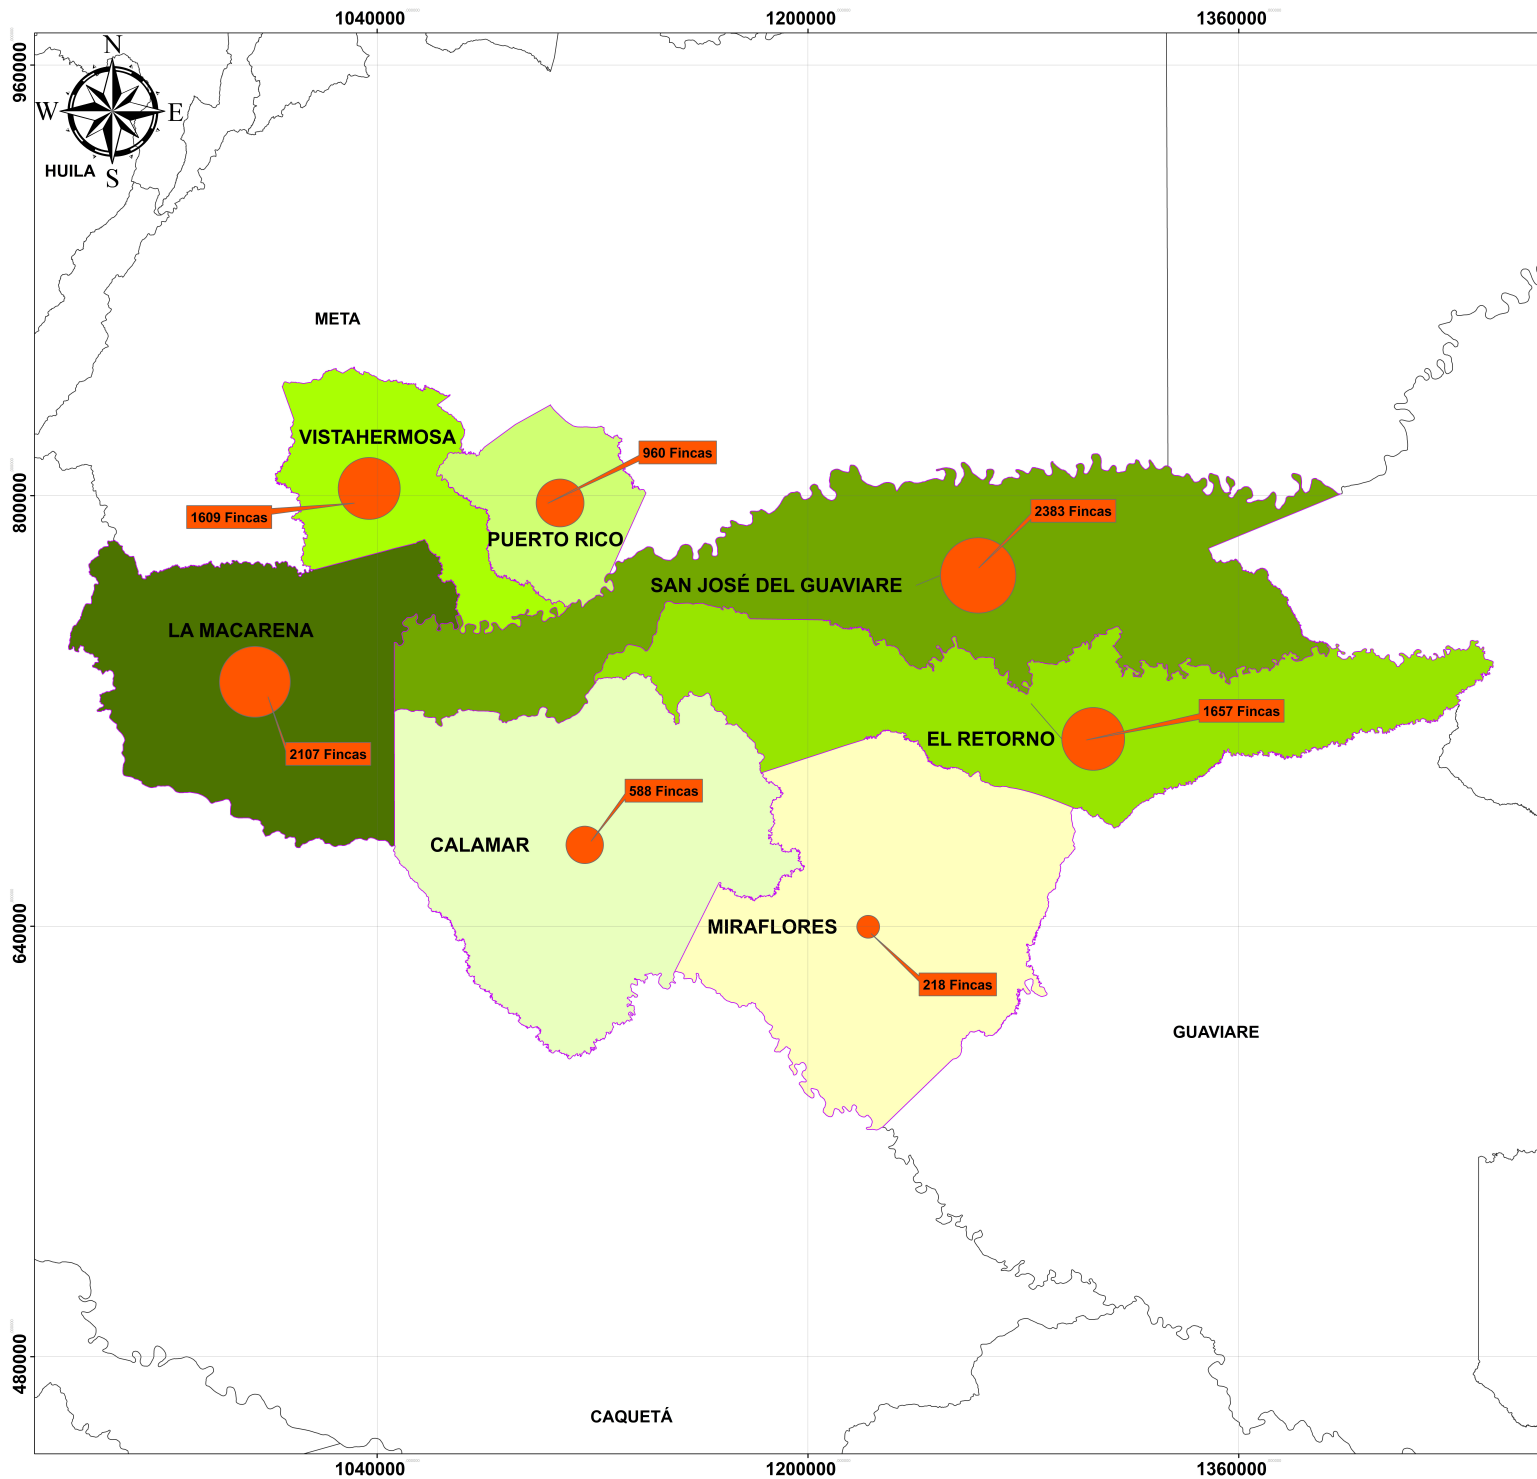 1040000
1200000
1360000
960000
N
W
E
S
HUILA
META
VISTAHERMOSA
960 Fincas
800000
1609 Fincas
2383 Fincas
PUERTO RICO
SAN JOSÉ DEL GUAVIARE
LA MACARENA
1657 Fincas
EL RETORNO
2107 Fincas
588 Fincas
CALAMAR
640000
MIRAFLORES
218 Fincas
GUAVIARE
480000
CAQUETÁ
1040000
1200000
1360000